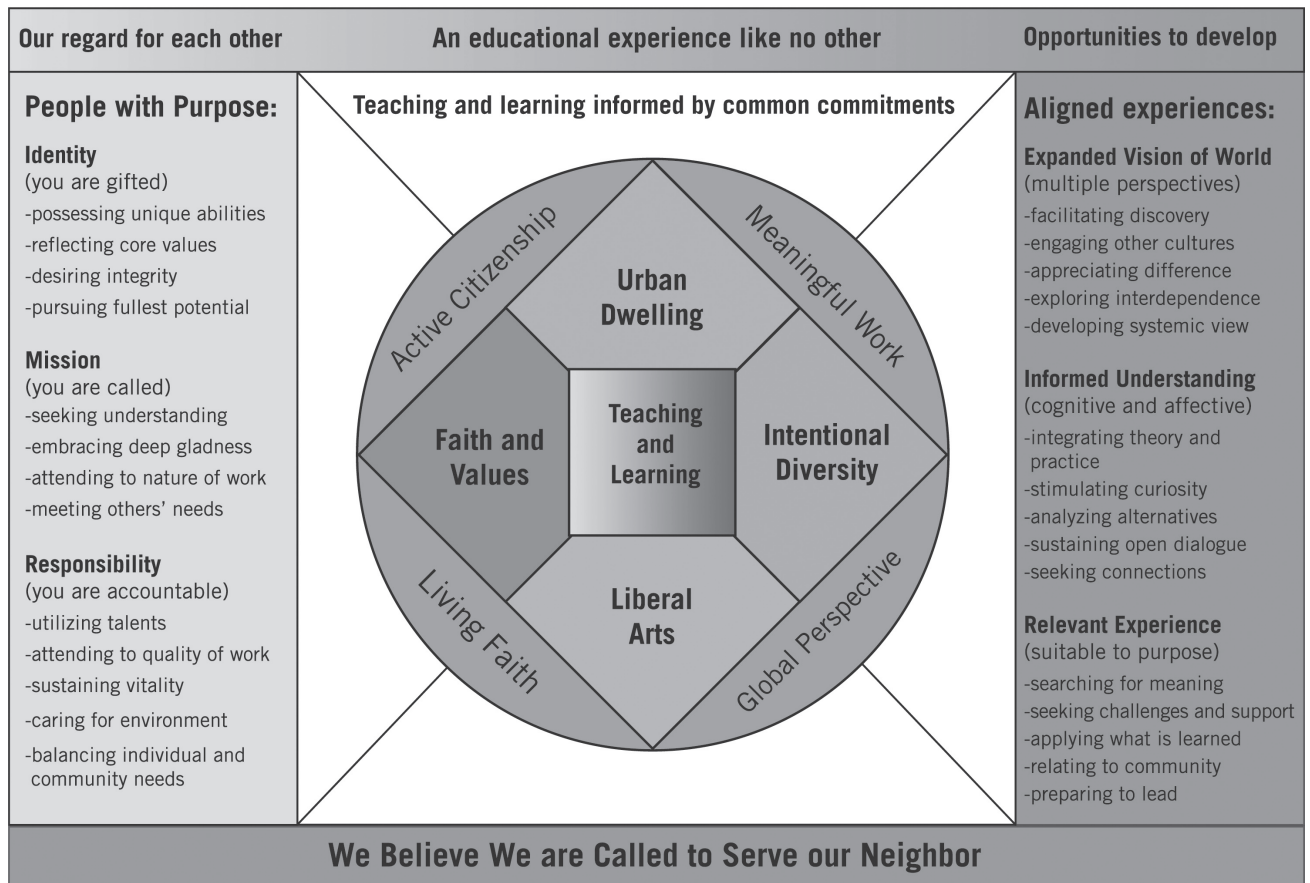 Our regard for each other
An educational experience like no other
Opportunities to develop
People with Purpose:
Identity
(you are gifted)
-possessing unique abilities
-reflecting core values
-desiring integrity
-pursuing fullest potential
Mission
(you are called)
-seeking understanding
-embracing deep gladness
-attending to nature of work
-meeting others’ needs
Responsibility
(you are accountable)
-utilizing talents
-attending to quality of work
-sustaining vitality
-caring for environment
-balancing individual and
community needs
Teaching and learning informed by common commitments
Active Citizenship
Meaningful Work
Urban
Dwelling
Faith and
Values
Teaching
and
Learning
Intentional
Diversity
Liberal
Arts
Living Faith
Global Perspective
Aligned experiences:
Expanded Vision of World
(multiple perspectives)
-facilitating discovery
-engaging other cultures
-appreciating difference
-exploring interdependence
-developing systemic view
Informed Understanding
(cognitive and affective)
-integrating theory and
practice
-stimulating curiosity
-analyzing alternatives
-sustaining open dialogue
-seeking connections
Relevant Experience
(suitable to purpose)
-searching for meaning
-seeking challenges and support
-applying what is learned
-relating to community
-preparing to lead
We Believe We are Called to Serve our Neighbor